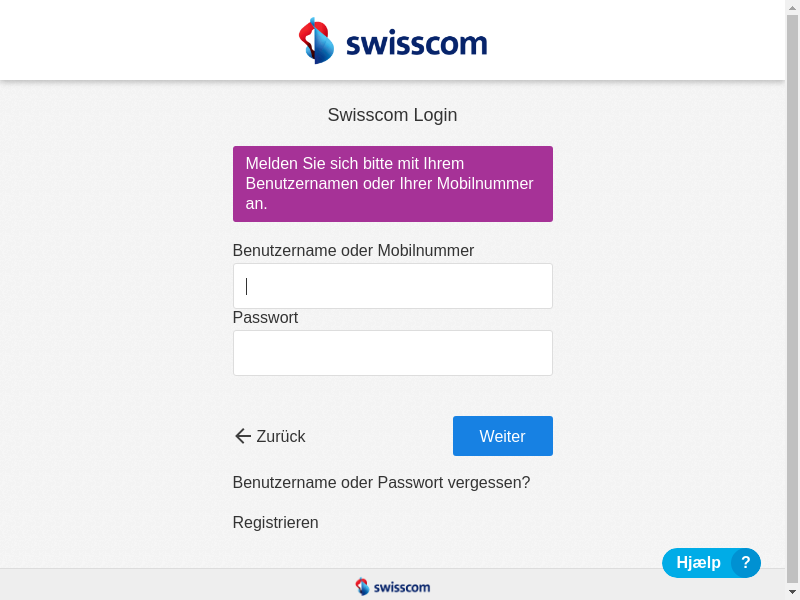 swisscom
Swisscom Login
Melden Sie sich bitte mit Ihrem
Benutzernamen oder Ihrer Mobilnummer
an.
Benutzername oder Mobilnummer
Passwort
Zurück
Weiter
Benutzername oder Passwort vergessen?
Registrieren
Hjælp ?
swisscom